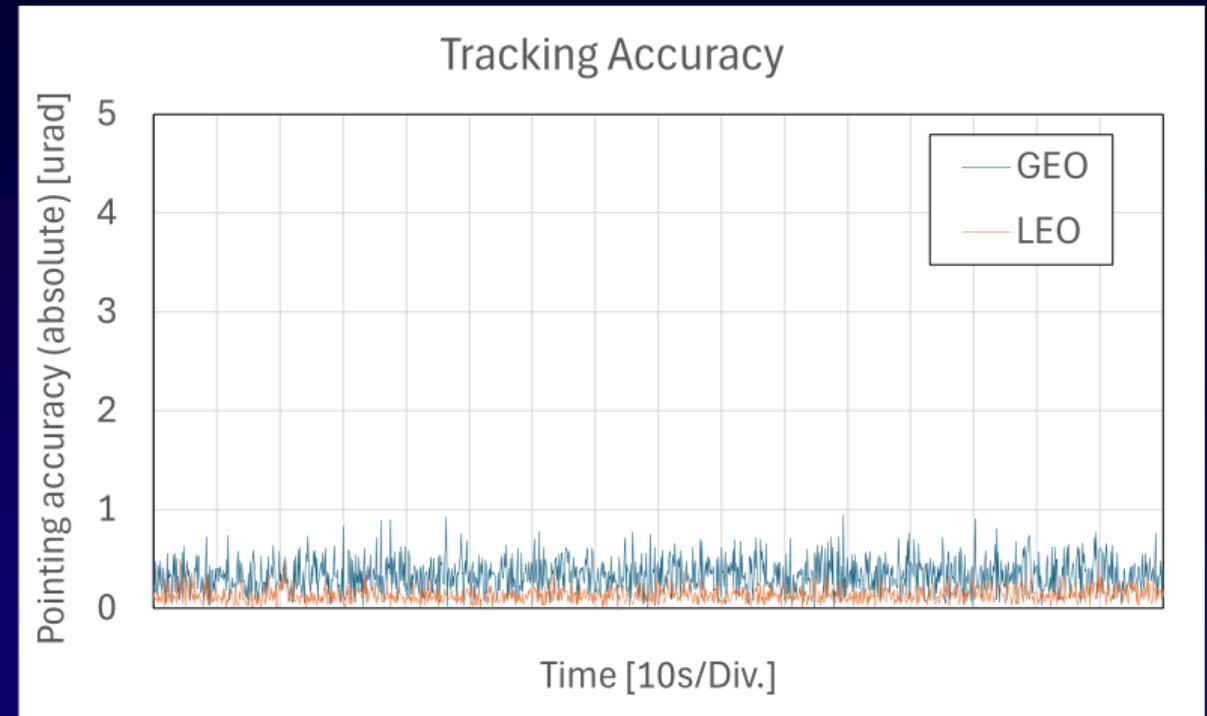 Tracking Accuracy
Pointing accuracy (absolute) [urad]
5
4
3
2
1
0
GEO
LEO
Time [10s/Div.]